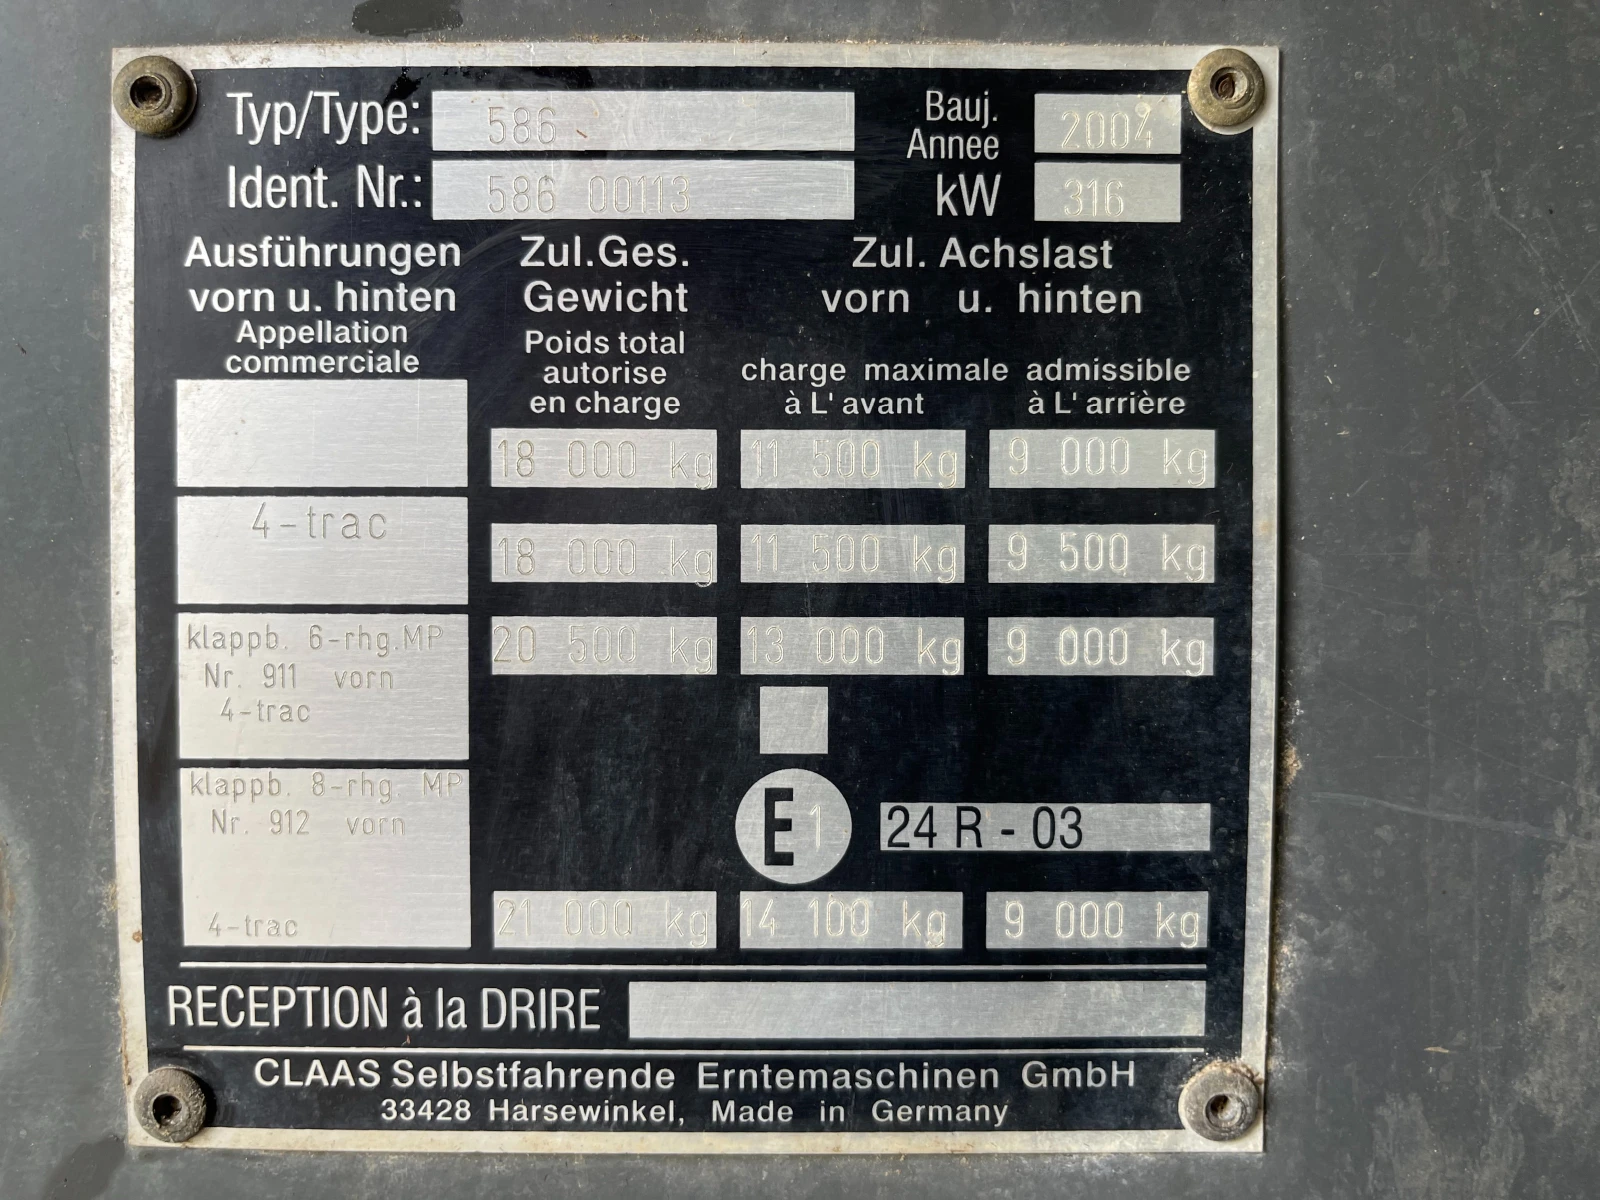 Typ/Type: 586 Bauj. Annee 2004
Ident. Nr.: 586 00113 kW 316
Ausführungen
vorn u. hinten
Appellation
commerciale
Zul.Ges.
Gewicht
Poids total
autorise
en charge
Zul. Achslast
vorn u. hinten
charge maximale admissible
à L' avant à L' arrière
18 000 kg 11 500 kg 9 000 kg
4-trac
18 000 kg 11 500 kg 9 500 kg
klappb. 6-rhg.MP
Nr. 911 vorn
4-trac
20 500 kg 13 000 kg 9 000 kg
klappb. 8-rhg MP
Nr. 912 vorn
4-trac
E1 24 R - 03
21 000 kg 14 100 kg 9 000 kg
RECEPTION à la DRIRE
CLAAS Selbstfahrende Erntemaschinen GmbH
33428 Harsewinkel, Made in Germany